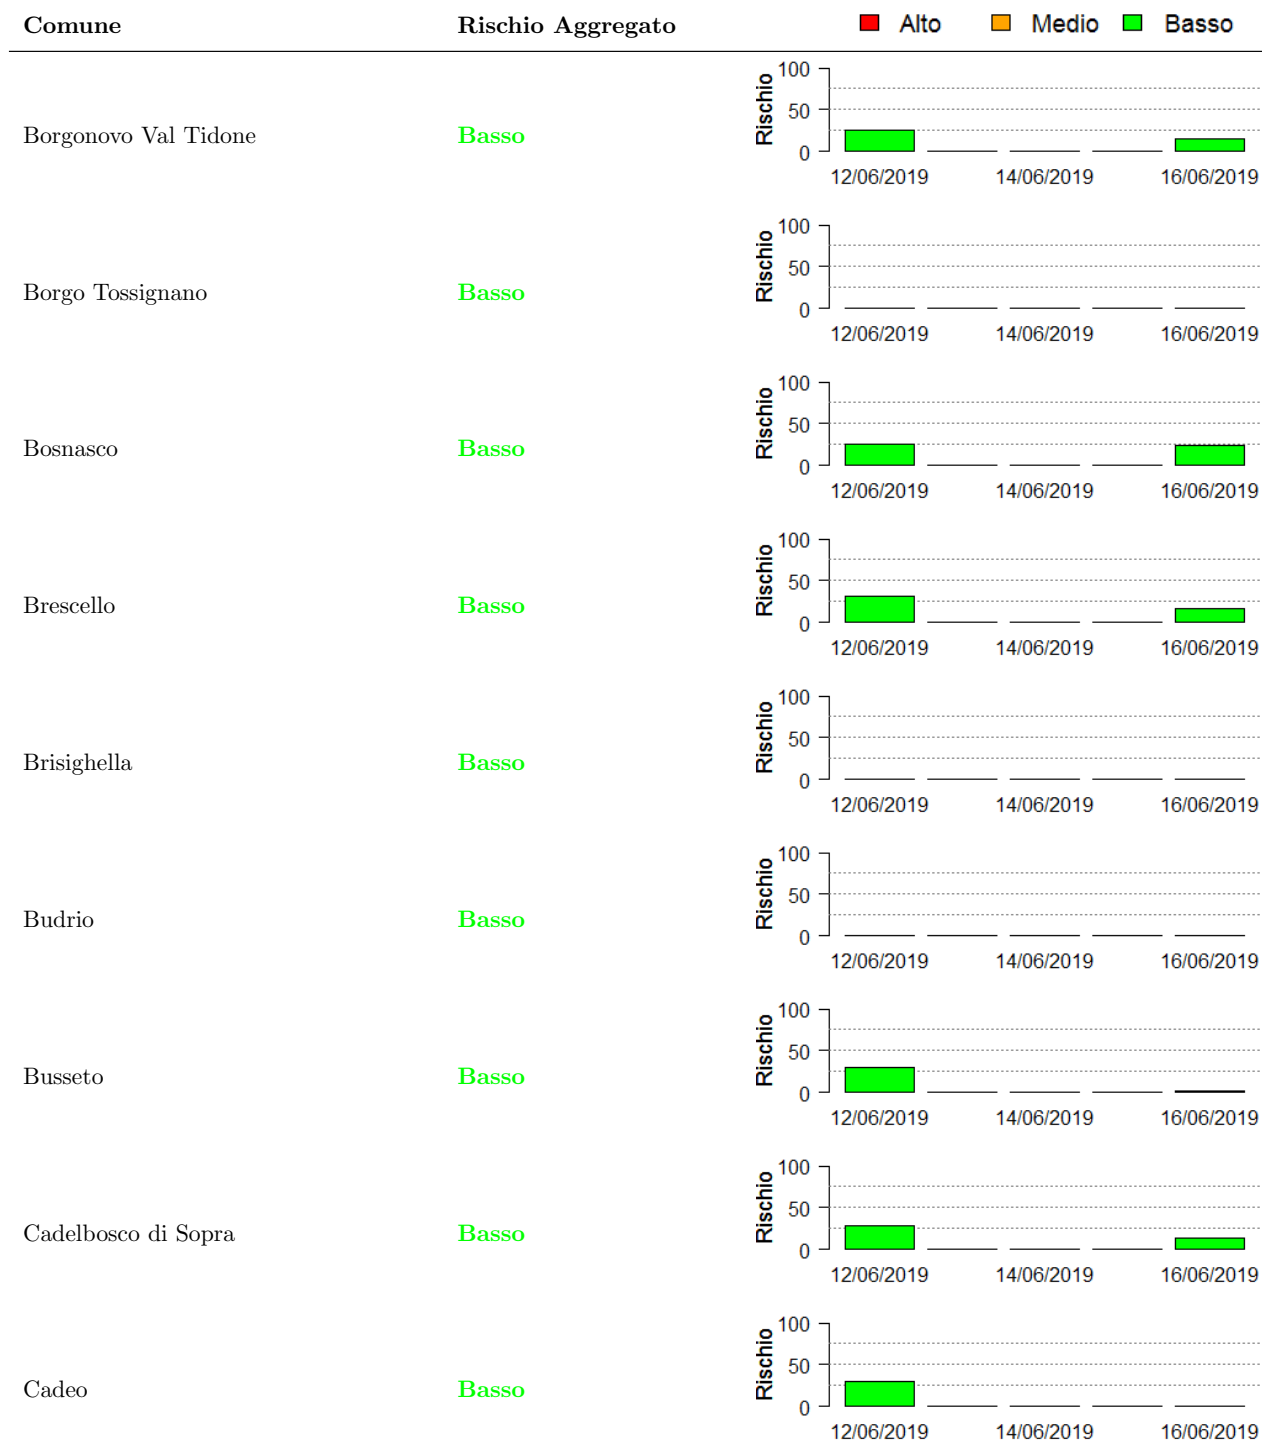 Comune Rischio Aggregato Alto Medio Basso
Borgonovo Val Tidone Basso Rischio 100 50 0
12/06/2019 14/06/2019 16/06/2019
Borgo Tossignano Basso Rischio 100 50 0
12/06/2019 14/06/2019 16/06/2019
Bosnasco Basso Rischio 100 50 0
12/06/2019 14/06/2019 16/06/2019
Brescello Basso Rischio 100 50 0
12/06/2019 14/06/2019 16/06/2019
Brisighella Basso Rischio 100 50 0
12/06/2019 14/06/2019 16/06/2019
Budrio Basso Rischio 100 50 0
12/06/2019 14/06/2019 16/06/2019
Busseto Basso Rischio 100 50 0
12/06/2019 14/06/2019 16/06/2019
Cadelbosco di Sopra Basso Rischio 100 50 0
12/06/2019 14/06/2019 16/06/2019
Cadeo Basso Rischio 100 50 0
12/06/2019 14/06/2019 16/06/2019